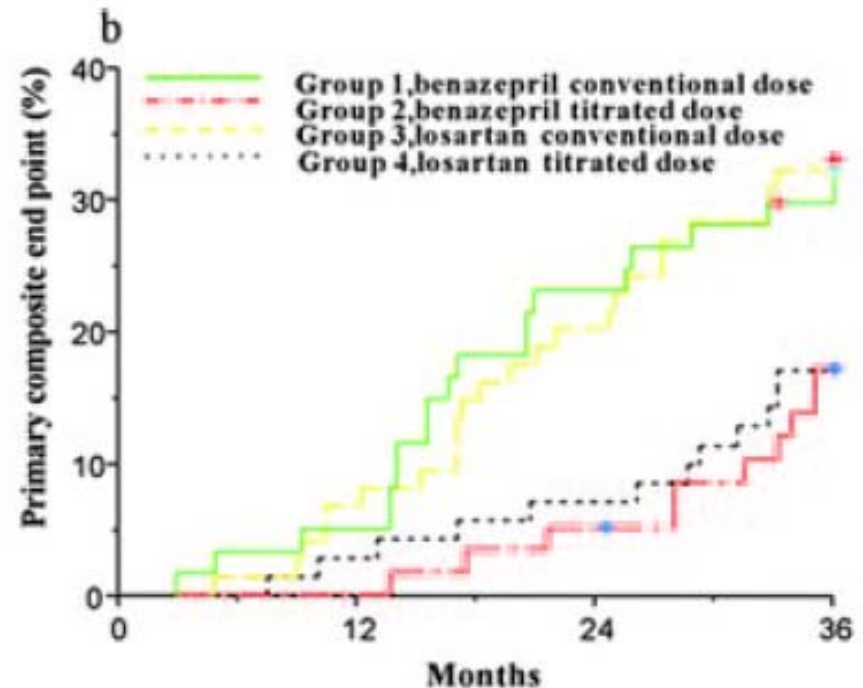 b
Primary composite end point (%)
40
30
20
10
0
Group 1,benazepril conventional dose
Group 2,benazepril titrated dose
Group 3,losartan conventional dose
Group 4,losartan titrated dose
0 12 24 36
Months